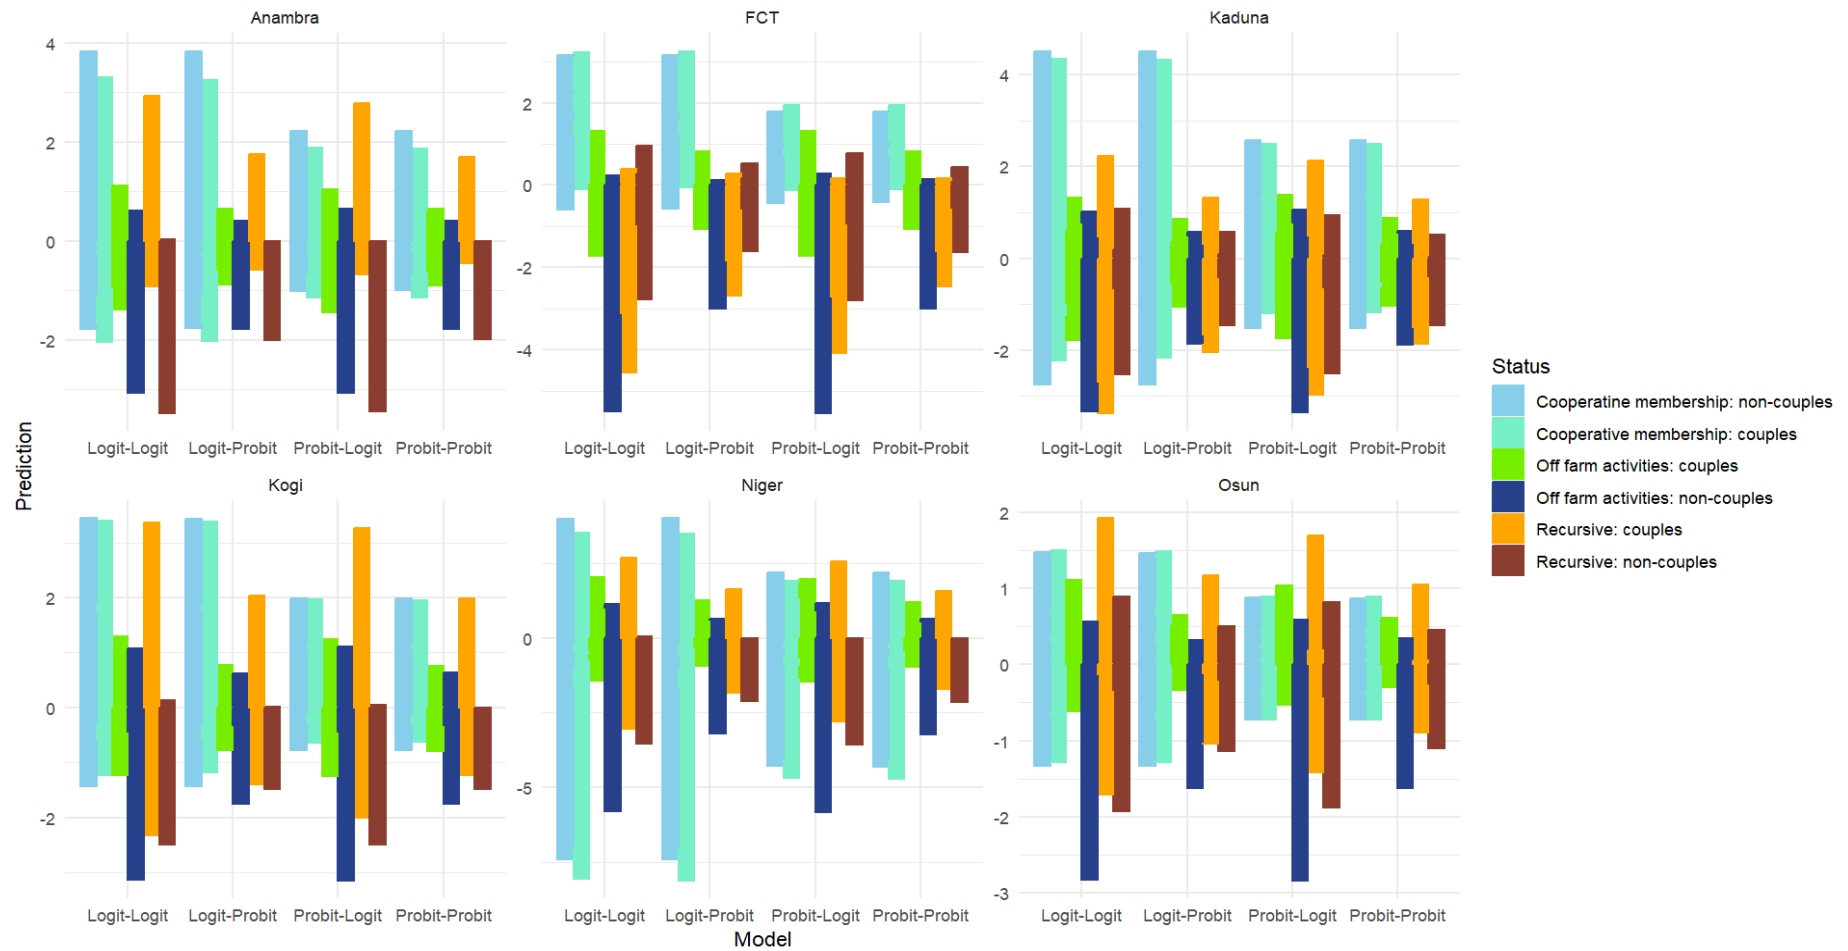 Anambra
FCT
Kaduna
4
2
0
-2
2
0
-2
-4
4
2
0
-2
Logit-Logit Logit-Probit Probit-Logit Probit-Probit
Logit-Logit Logit-Probit Probit-Logit Probit-Probit
Logit-Logit Logit-Probit Probit-Logit Probit-Probit
Prediction
Kogi
Niger
Osun
2
0
-2
0
-5
2
1
0
-1
-2
-3
Logit-Logit Logit-Probit Probit-Logit Probit-Probit
Logit-Logit Logit-Probit Probit-Logit Probit-Probit
Logit-Logit Logit-Probit Probit-Logit Probit-Probit
Model
Status
Cooperatine membership: non-couples
Cooperative membership: couples
Off farm activities: couples
Off farm activities: non-couples
Recursive: couples
Recursive: non-couples